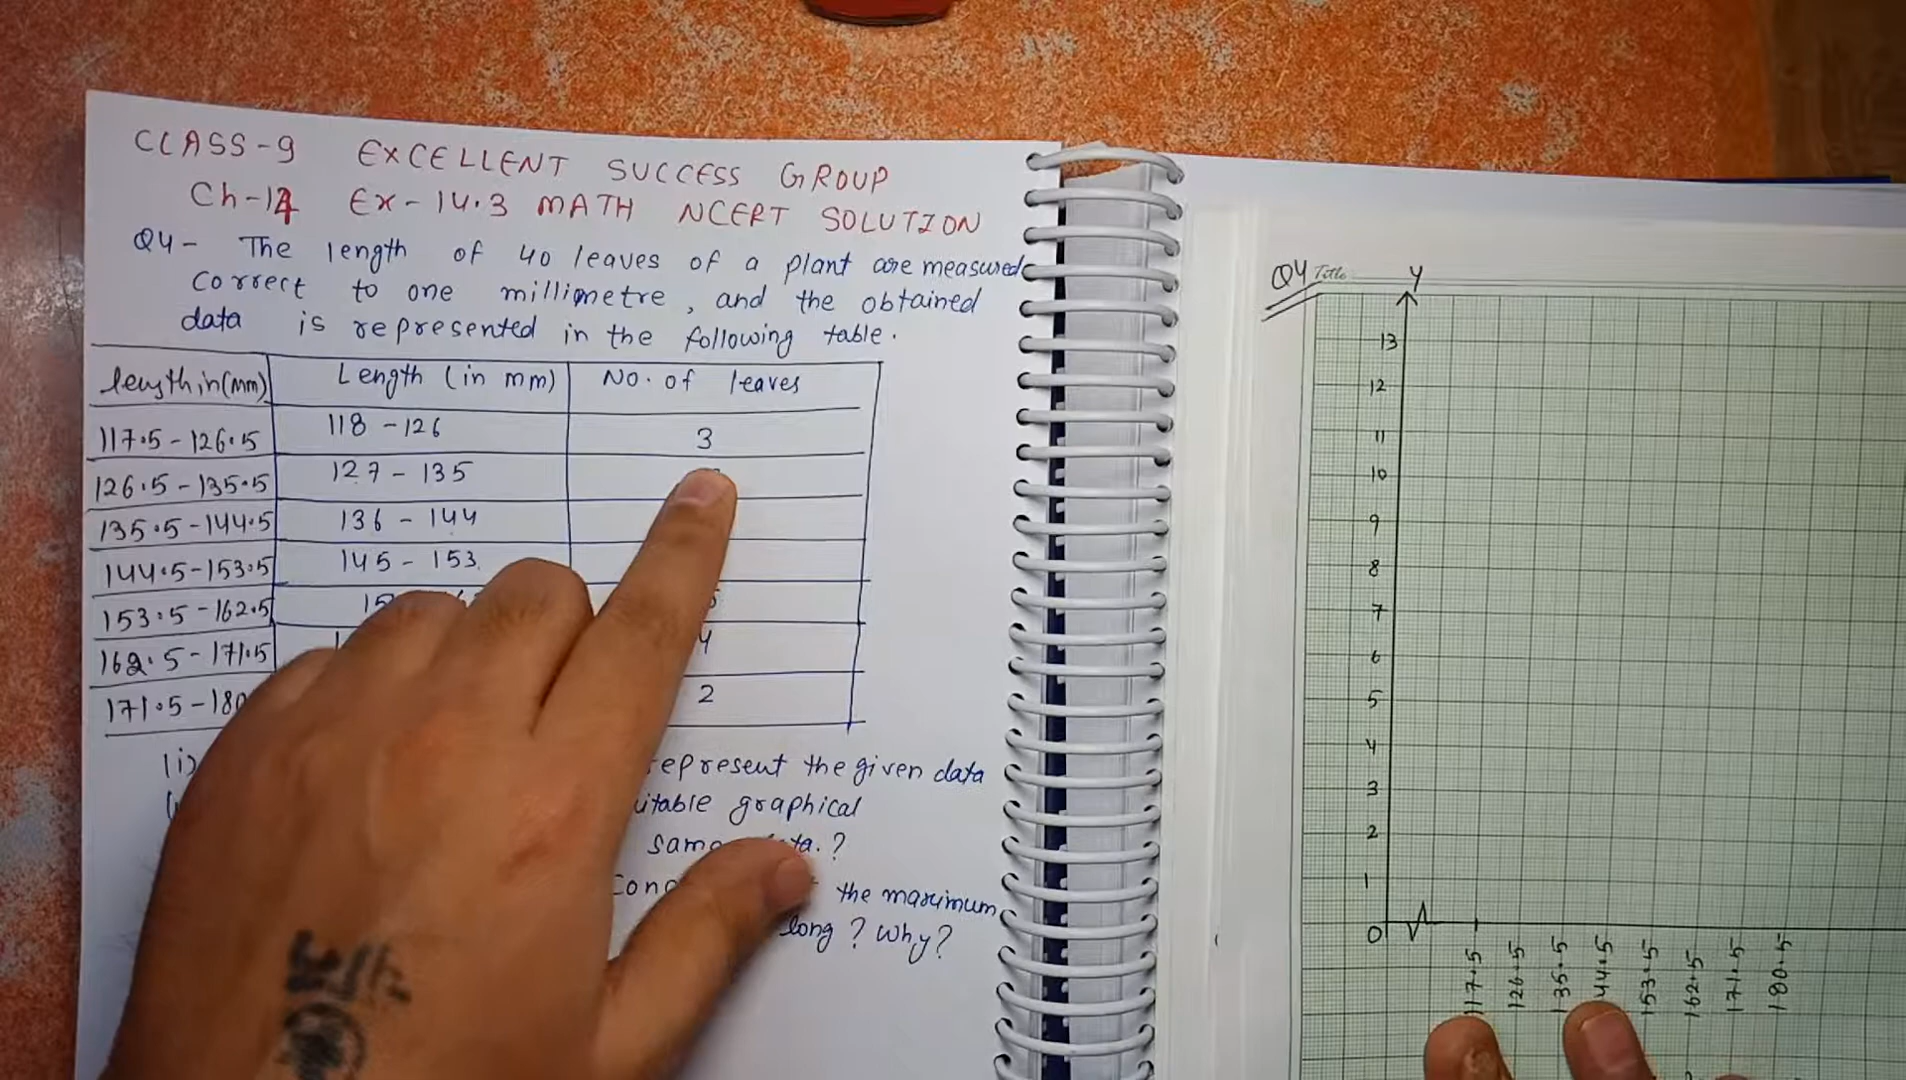 CLASS-9 EXCELLENT SUCCESS GROUP
Ch-14 Ex-14.3 MATH NCERT SOLUTION
Q4- The length of 40 leaves of a plant are measured
correct to one millimetre, and the obtained
data is represented in the following table.
length in(mm) Length (in mm) No. of leaves
117.5-126.5 118-126 3
126.5-135.5 127-135
135.5-144.5 136-144
144.5-153.5 145-153
153.5-162.5
162.5-171.5 4
171.5-180 2
(i) represent the given data
graphical
?
the maximum
long? Why?
Q4 Title
Y
13
12
11
10
9
8
7
6
5
4
3
2
1
0
117.5 126.5 135.5 144.5 153.5 162.5 171.5 180.5